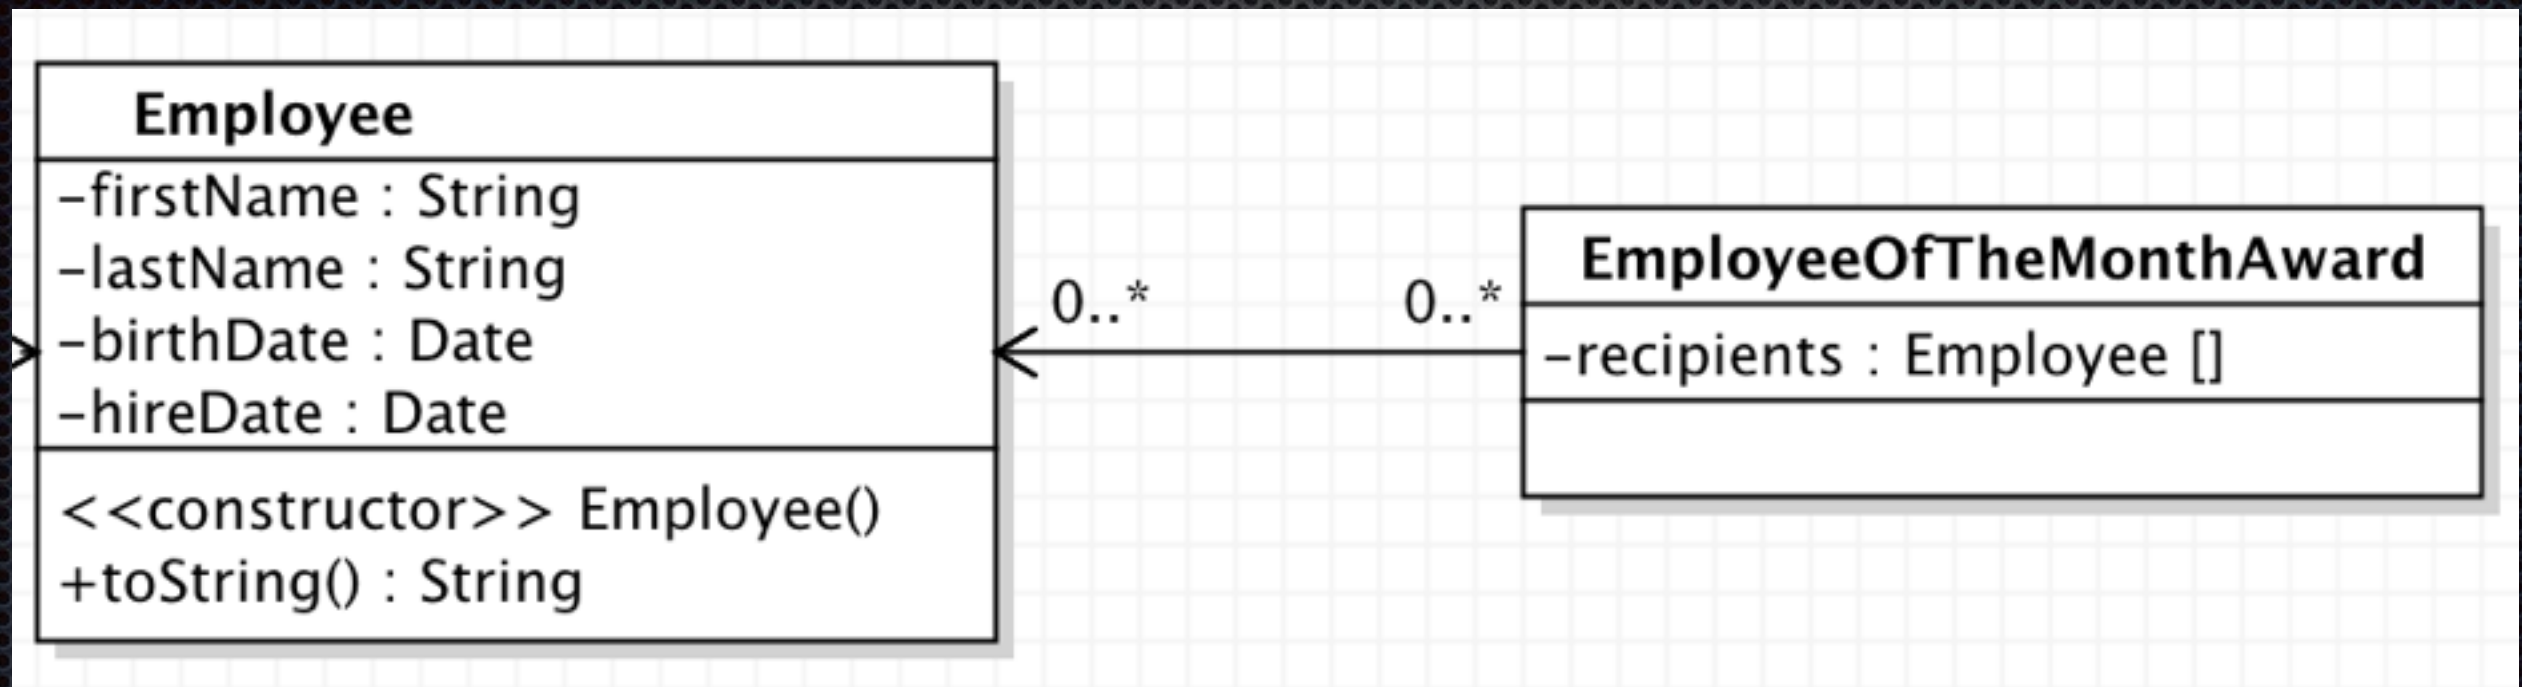 Employee
-firstName : String
-lastName : String
-birthDate : Date
-hireDate : Date
<<constructor>> Employee()
+toString() : String
0..*
0..*
EmployeeOfTheMonthAward
-recipients : Employee []